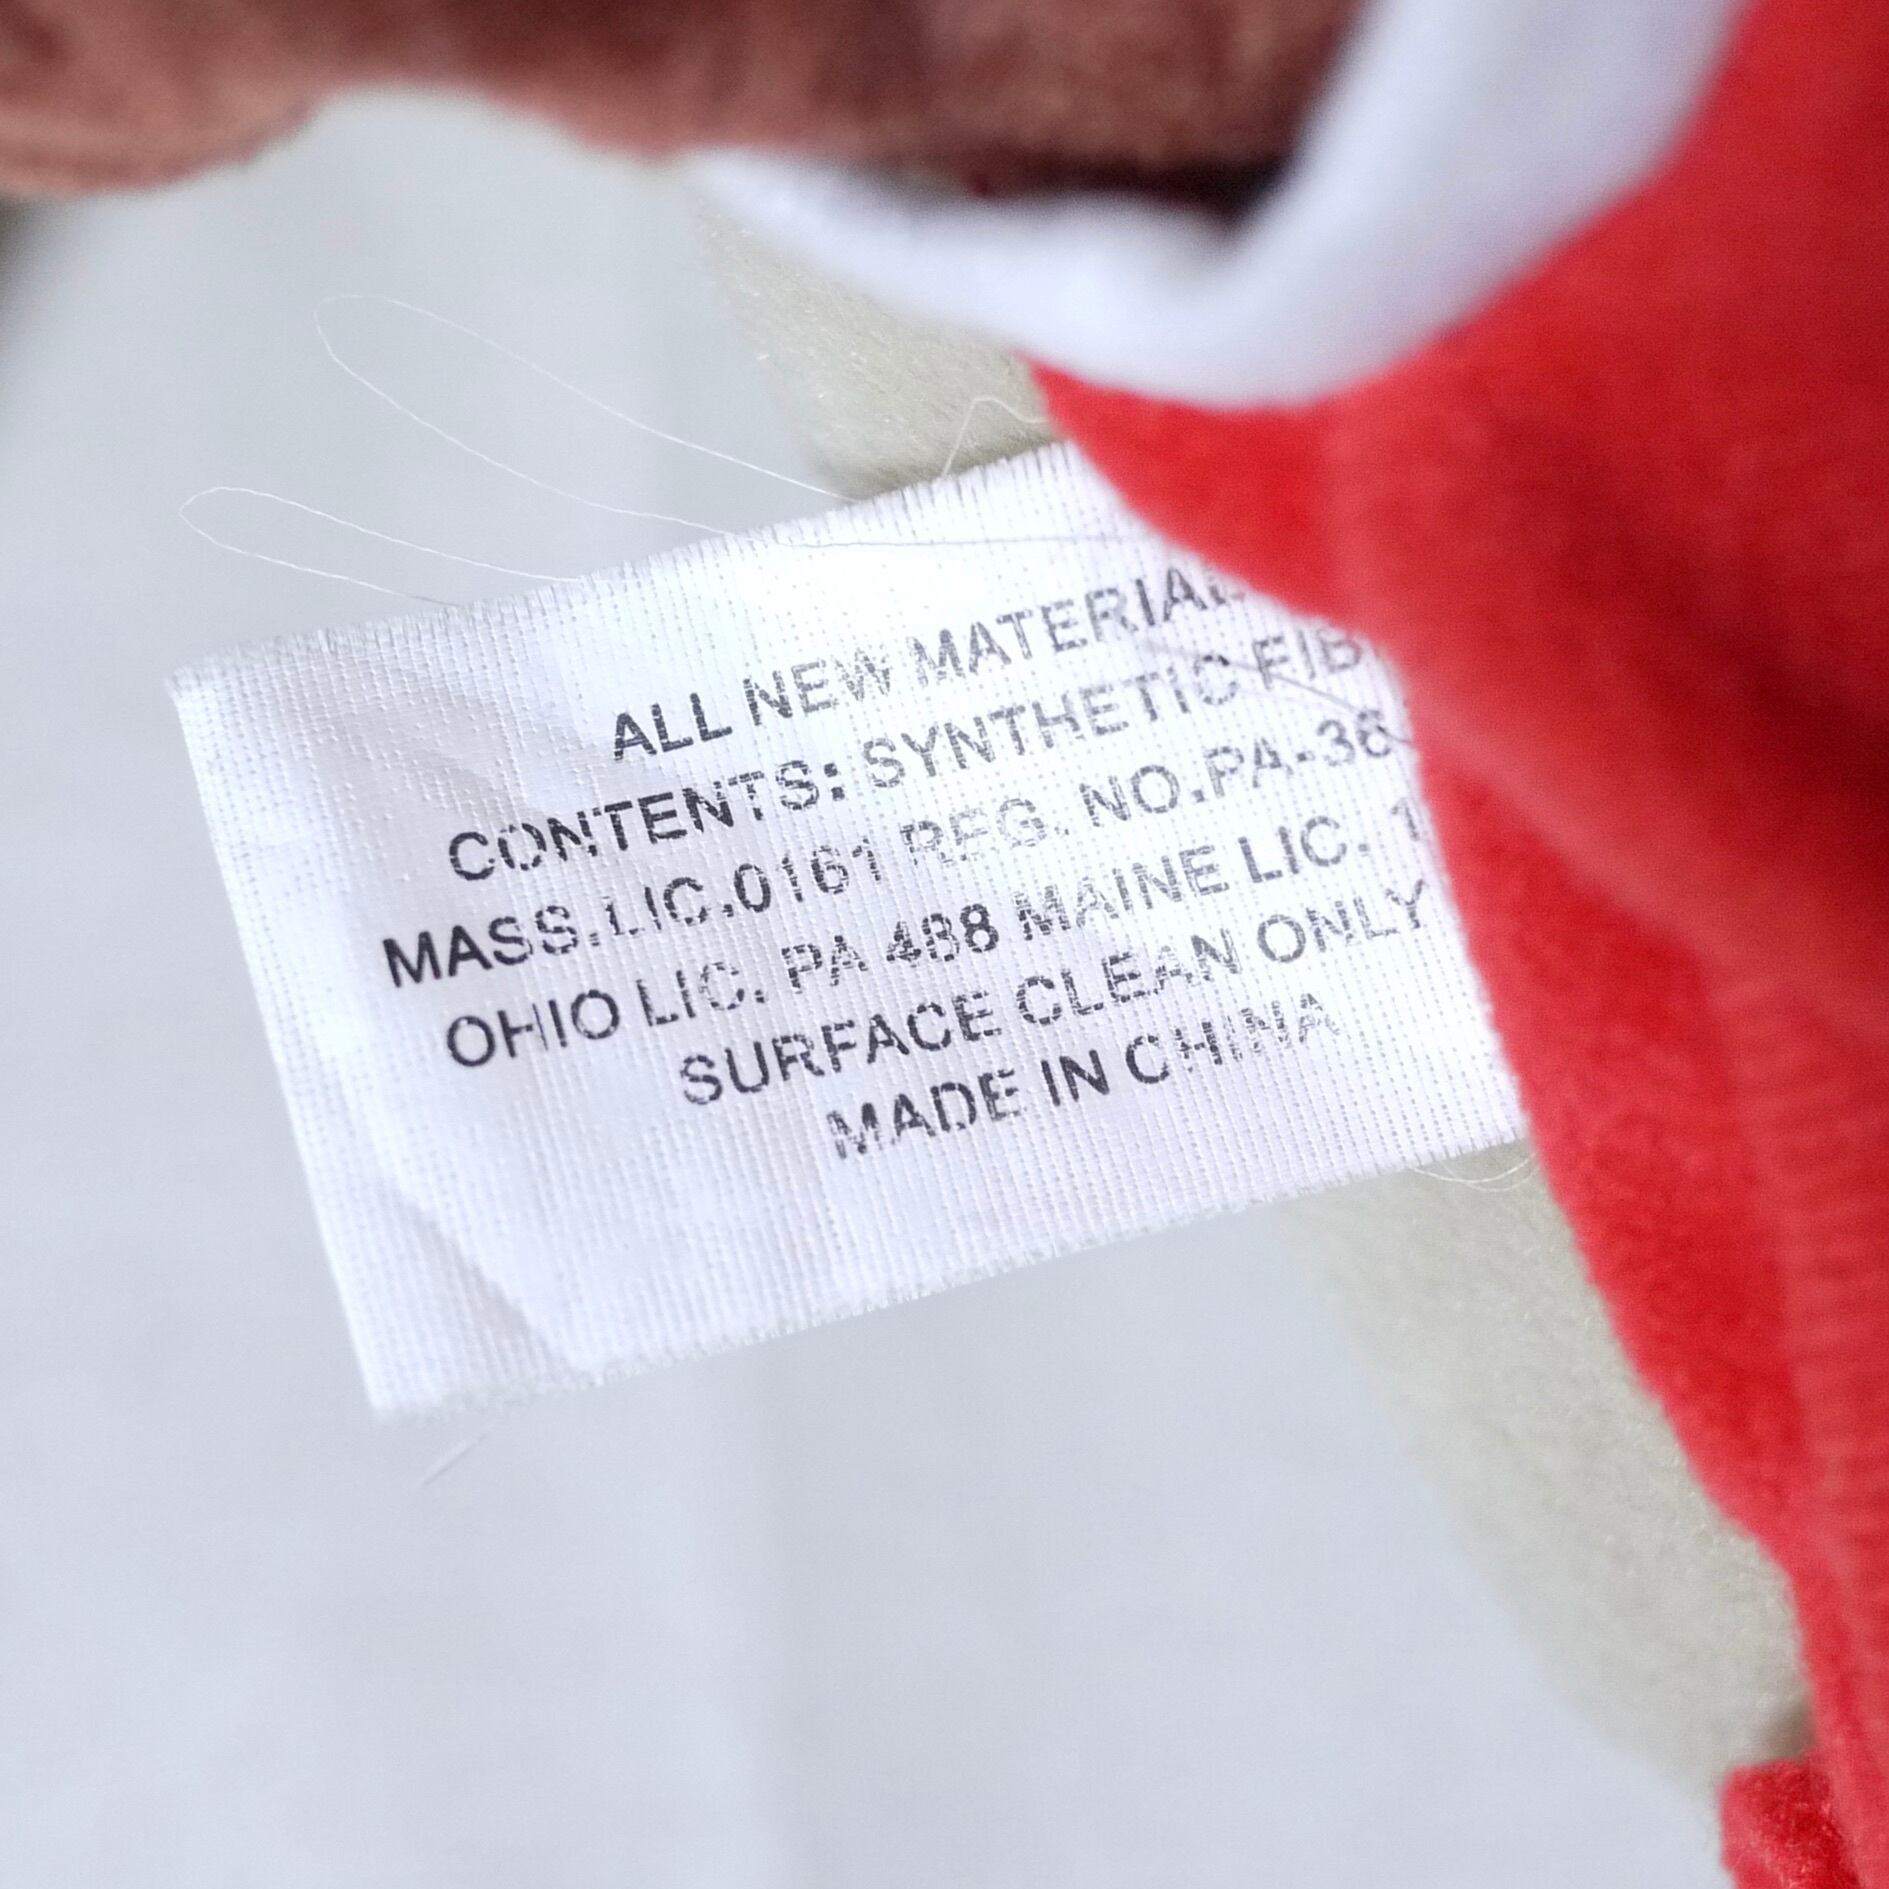 ALL NEW MATERIAL
CONTENTS: SYNTHETIC FIB
MASS.LIC.0161 REG. NO.PA-36
OHIO LIC. PA 488 MAINE LIC. 1
SURFACE CLEAN ONLY
MADE IN CHINA